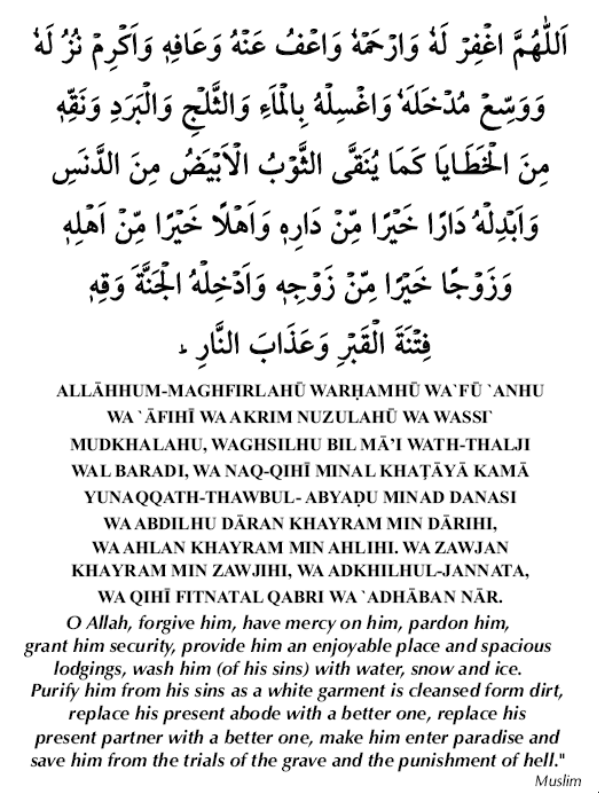 اَللّٰهُمَّ اغْفِرْ لَهٗ وَارْحَمْهُ وَاعْفُ عَنْهُ وَعَافِهٖ وَاَكْرِمْ نُزُ لَهٗ
وَوَسِّعْ مُدْخَلَهٗ وَاغْسِلْهُ بِالْمَآءِ وَالثَّلْجِ وَالْبَرَدِ وَنَقِّهٖ
مِنَ الْخَطَايَا كَمَا يُنَقَّى الثَّوْبُ الْاَبْيَضُ مِنَ الدَّنَسِ
وَاَبْدِلْهُ دَارًا خَيْرًا مِّنْ دَارِهٖ وَاَهْلًا خَيْرًا مِّنْ اَهْلِهٖ
وَزَوْجًا خَيْرًا مِّنْ زَوْجِهٖ وَاَدْخِلْهُ الْجَنَّةَ وَقِهٖ
فِتْنَةَ الْقَبْرِ وَعَذَابَ النَّارِ ؕ
ALLĀHHUM-MAGHFIRLAHŪ WARḤAMHŪ WA`FŪ `ANHU
WA `ĀFIHĪ WA AKRIM NUZULAHŪ WA WASSI`
MUDKHALAHU, WAGHSILHU BIL MĀ’I WATH-THALJI
WAL BARADI, WA NAQ-QIHĪ MINAL KHAṬĀYĀ KAMĀ
YUNAQQATH-THAWBUL- ABYAḌU MINAD DANASI
WA ABDILHU DĀRAN KHAYRAM MIN DĀRIHI,
WA AHLAN KHAYRAM MIN AHLIHI. WA ZAWJAN
KHAYRAM MIN ZAWJIHI, WA ADKHILHUL-JANNATA,
WA QIHĪ FITNATAL QABRI WA `ADHĀBAN NĀR.
O Allah, forgive him, have mercy on him, pardon him,
grant him security, provide him an enjoyable place and spacious
lodgings, wash him (of his sins) with water, snow and ice.
Purify him from his sins as a white garment is cleansed form dirt,
replace his present abode with a better one, replace his
present partner with a better one, make him enter paradise and
save him from the trials of the grave and the punishment of hell."
Muslim